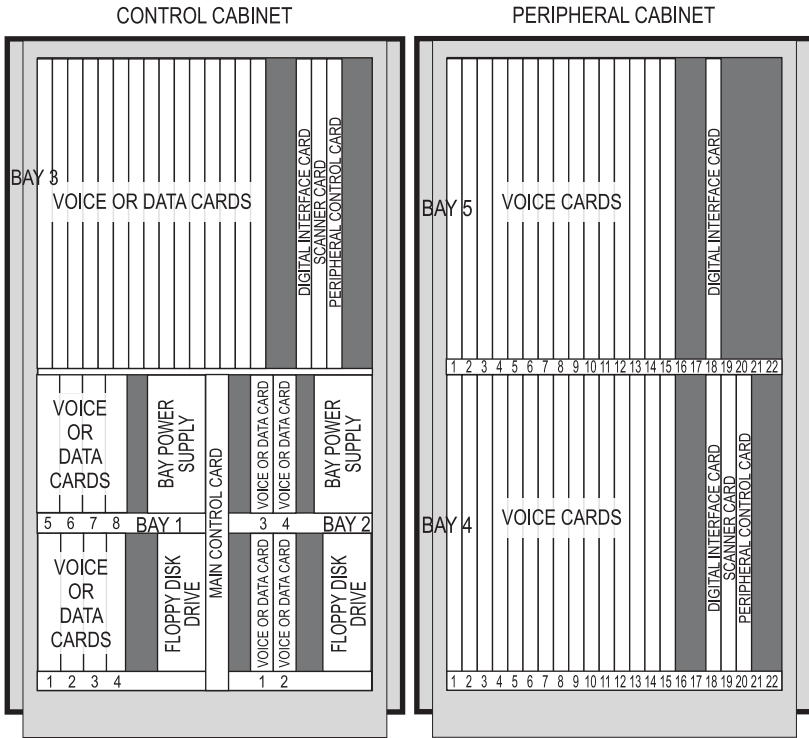 CONTROL CABINET
BAY 3
VOICE OR DATA CARDS
DIGITAL INTERFACE CARD
SCANNER CARD
PERIPHERAL CONTROL CARD
VOICE
OR
DATA
CARDS
BAY POWER
SUPPLY
MAIN CONTROL CARD
VOICE OR DATA CARD
VOICE OR DATA CARD
BAY POWER
SUPPLY
5 6 7 8 BAY 1
3 4 BAY 2
VOICE
OR
DATA
CARDS
FLOPPY DISK
DRIVE
VOICE OR DATA CARD
VOICE OR DATA CARD
FLOPPY DISK
DRIVE
1 2 3 4
1 2
PERIPHERAL CABINET
BAY 5
VOICE CARDS
DIGITAL INTERFACE CARD
1 2 3 4 5 6 7 8 9 10 11 12 13 14 15 16 17 18 19 20 21 22
BAY 4
VOICE CARDS
DIGITAL INTERFACE CARD
SCANNER CARD
PERIPHERAL CONTROL CARD
1 2 3 4 5 6 7 8 9 10 11 12 13 14 15 16 17 18 19 20 21 22